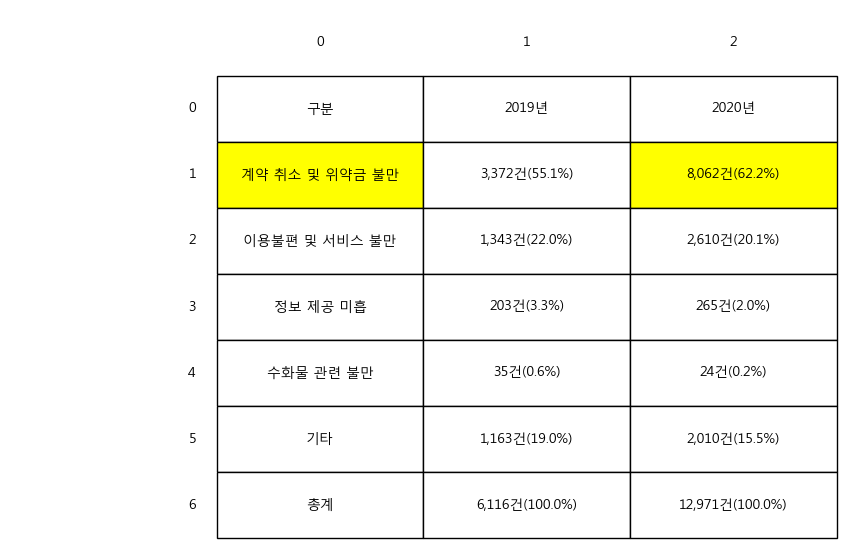 0 1 2
0 구분 2019년 2020년
1 계약 취소 및 위약금 불만 3,372건(55.1%) 8,062건(62.2%)
2 이용불편 및 서비스 불만 1,343건(22.0%) 2,610건(20.1%)
3 정보 제공 미흡 203건(3.3%) 265건(2.0%)
4 수화물 관련 불만 35건(0.6%) 24건(0.2%)
5 기타 1,163건(19.0%) 2,010건(15.5%)
6 총계 6,116건(100.0%) 12,971건(100.0%)